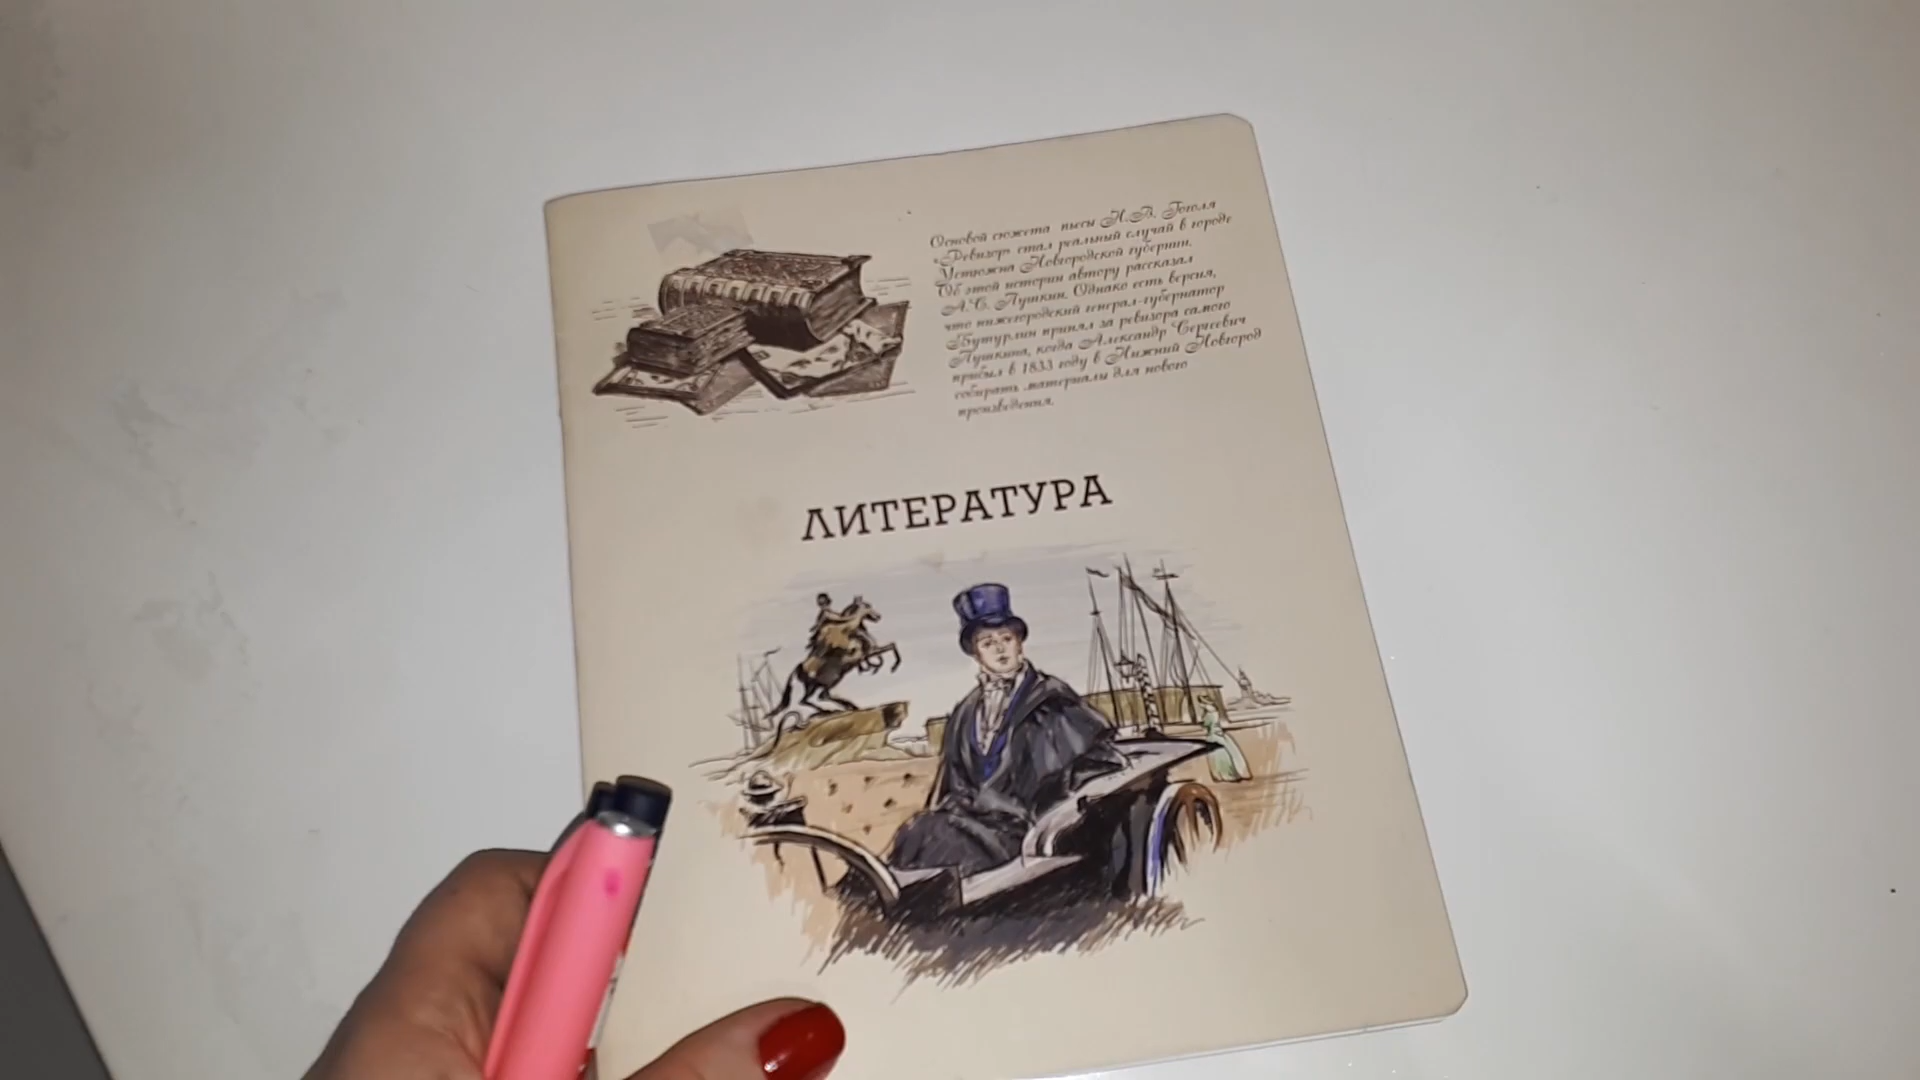 Основой сюжета пьесы Н.В. Гоголя
«Ревизор» стал реальный случай в городе
Устюжна Новгородской губернии.
Об этой истории автору рассказал
А.С. Пушкин. Однако есть версия,
что нижегородский генерал-губернатор
Бутурлин принял за ревизора самого
Пушкина, когда Александр Сергеевич
прибыл в 1833 году в Нижний Новгород
собирать материалы для нового
произведения.
ЛИТЕРАТУРА